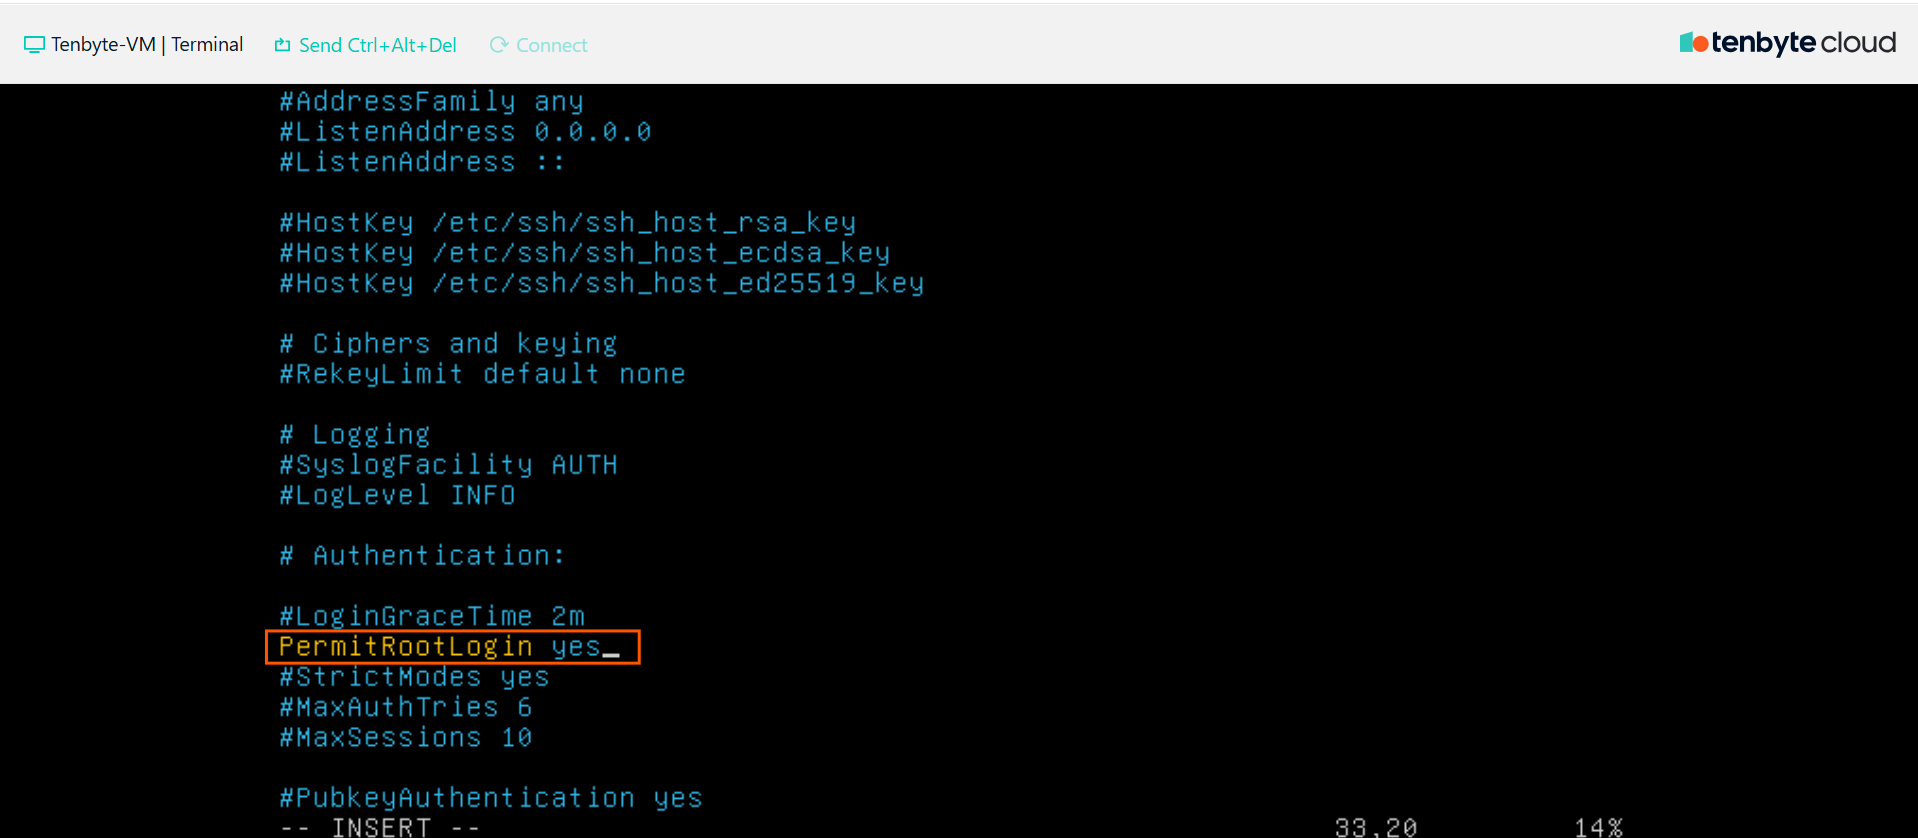 Tenbyte-VM | Terminal Send Ctrl+Alt+Del Connect tenbyte cloud
#AddressFamily any
#ListenAddress 0.0.0.0
#ListenAddress ::
#HostKey /etc/ssh/ssh_host_rsa_key
#HostKey /etc/ssh/ssh_host_ecdsa_key
#HostKey /etc/ssh/ssh_host_ed25519_key
# Ciphers and keying
#RekeyLimit default none
# Logging
#SyslogFacility AUTH
#LogLevel INFO
# Authentication:
#LoginGraceTime 2m
PermitRootLogin yes_
#StrictModes yes
#MaxAuthTries 6
#MaxSessions 10
#PubkeyAuthentication yes
-- INSERT -- 33,20 14%